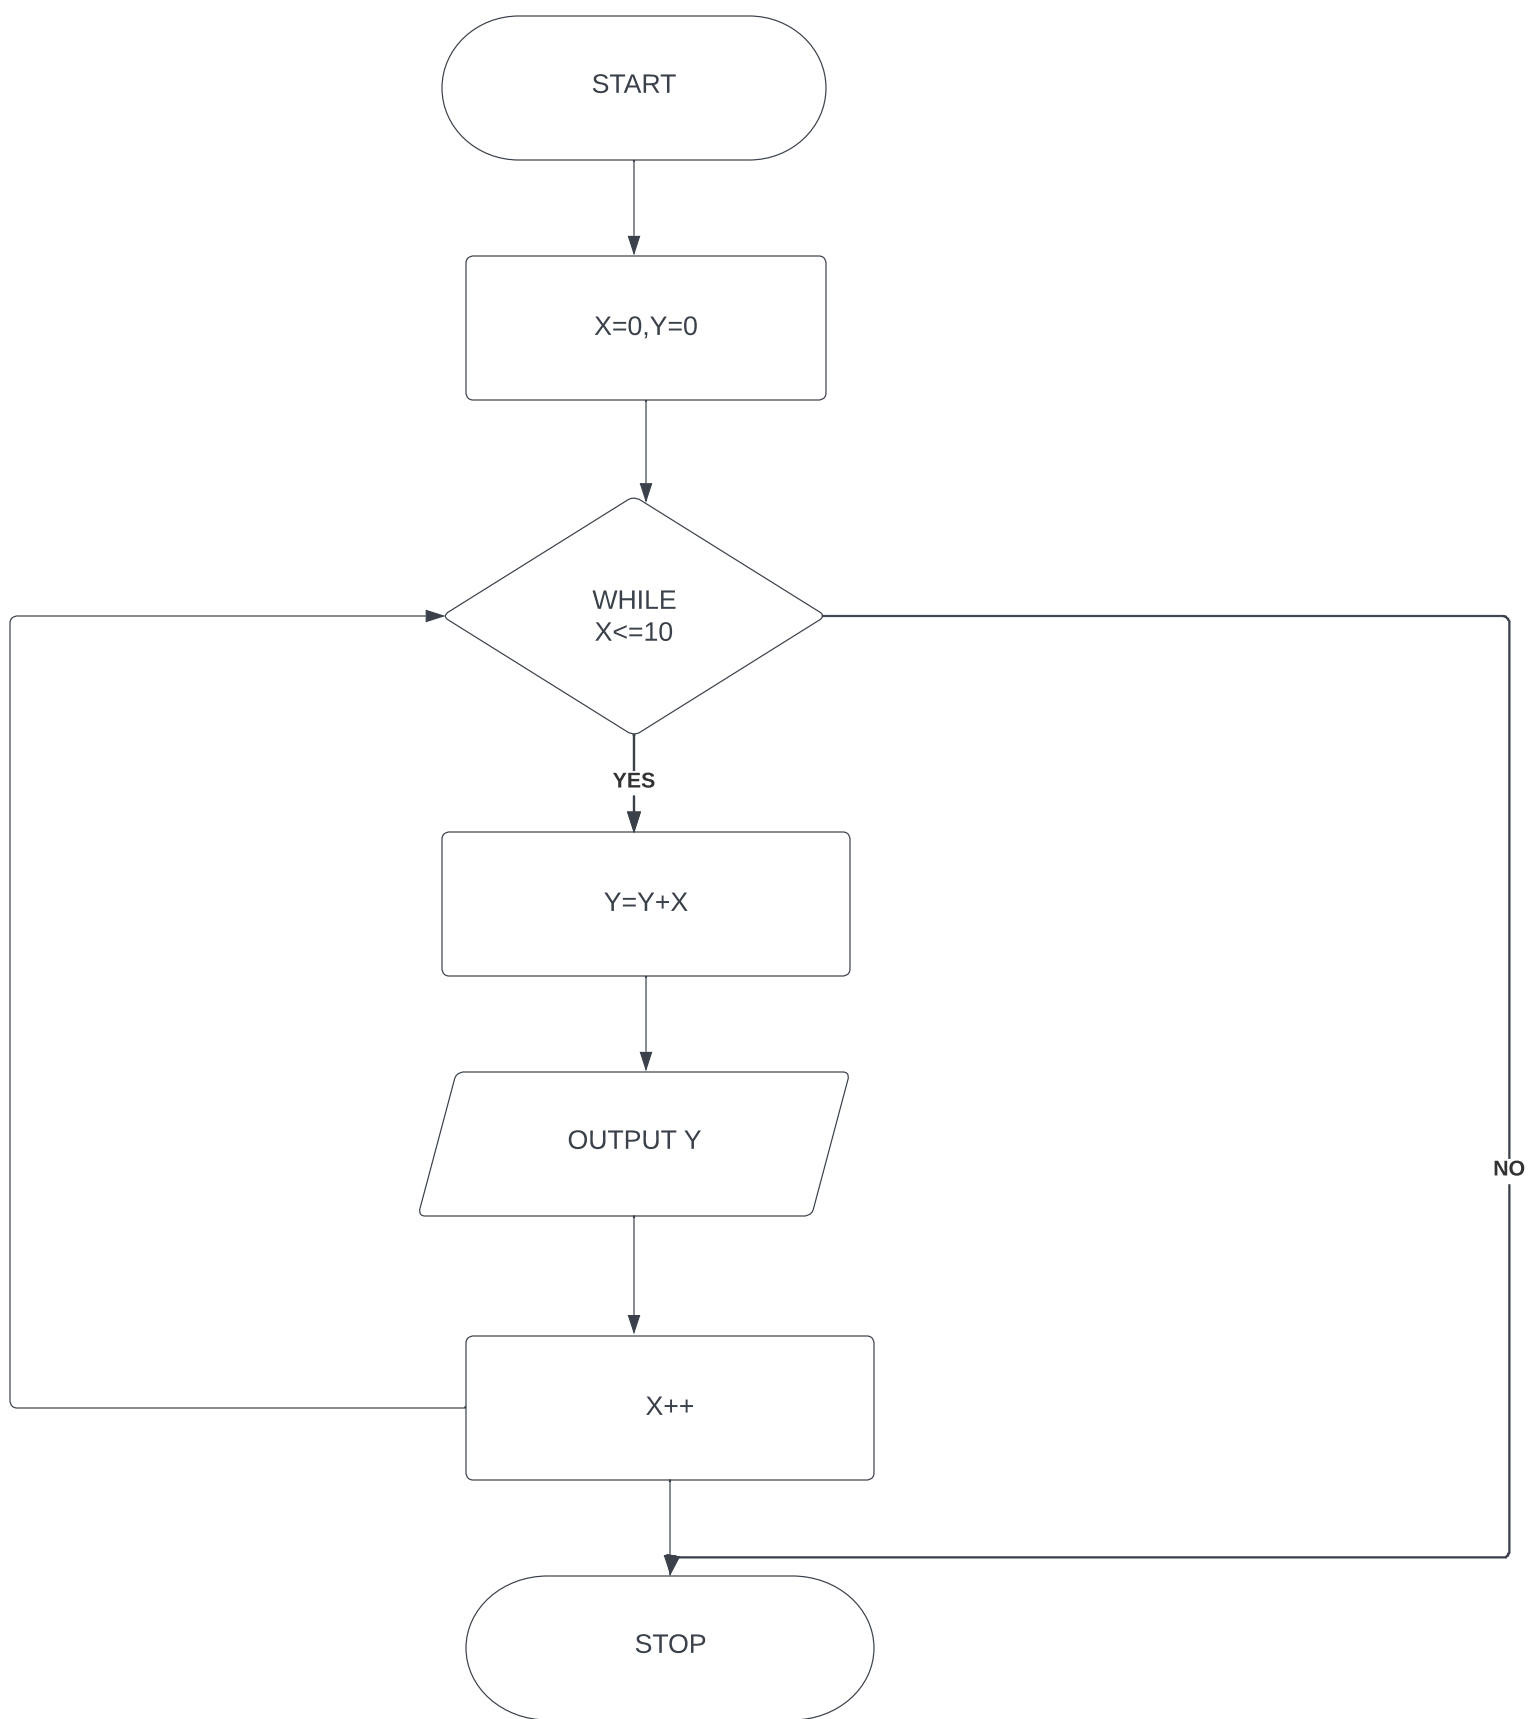 START
X=0,Y=0
WHILE
X<=10
YES
Y=Y+X
OUTPUT Y
NO
X++
STOP